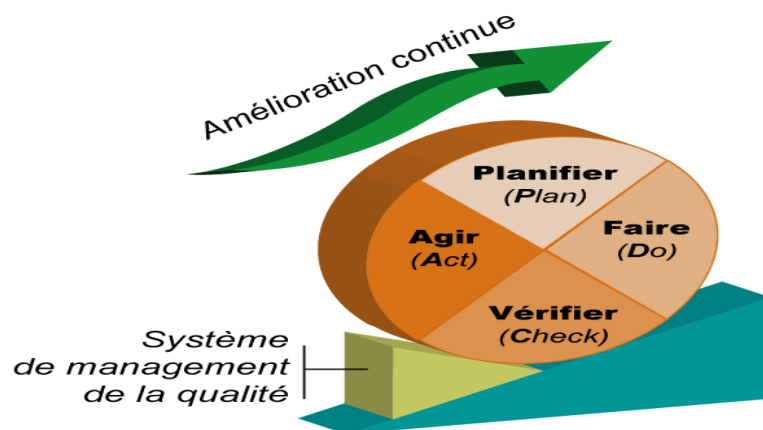 Amélioration continue
Planifier
(Plan)
Faire
(Do)
Agir
(Act)
Vérifier
(Check)
Système
de management
de la qualité